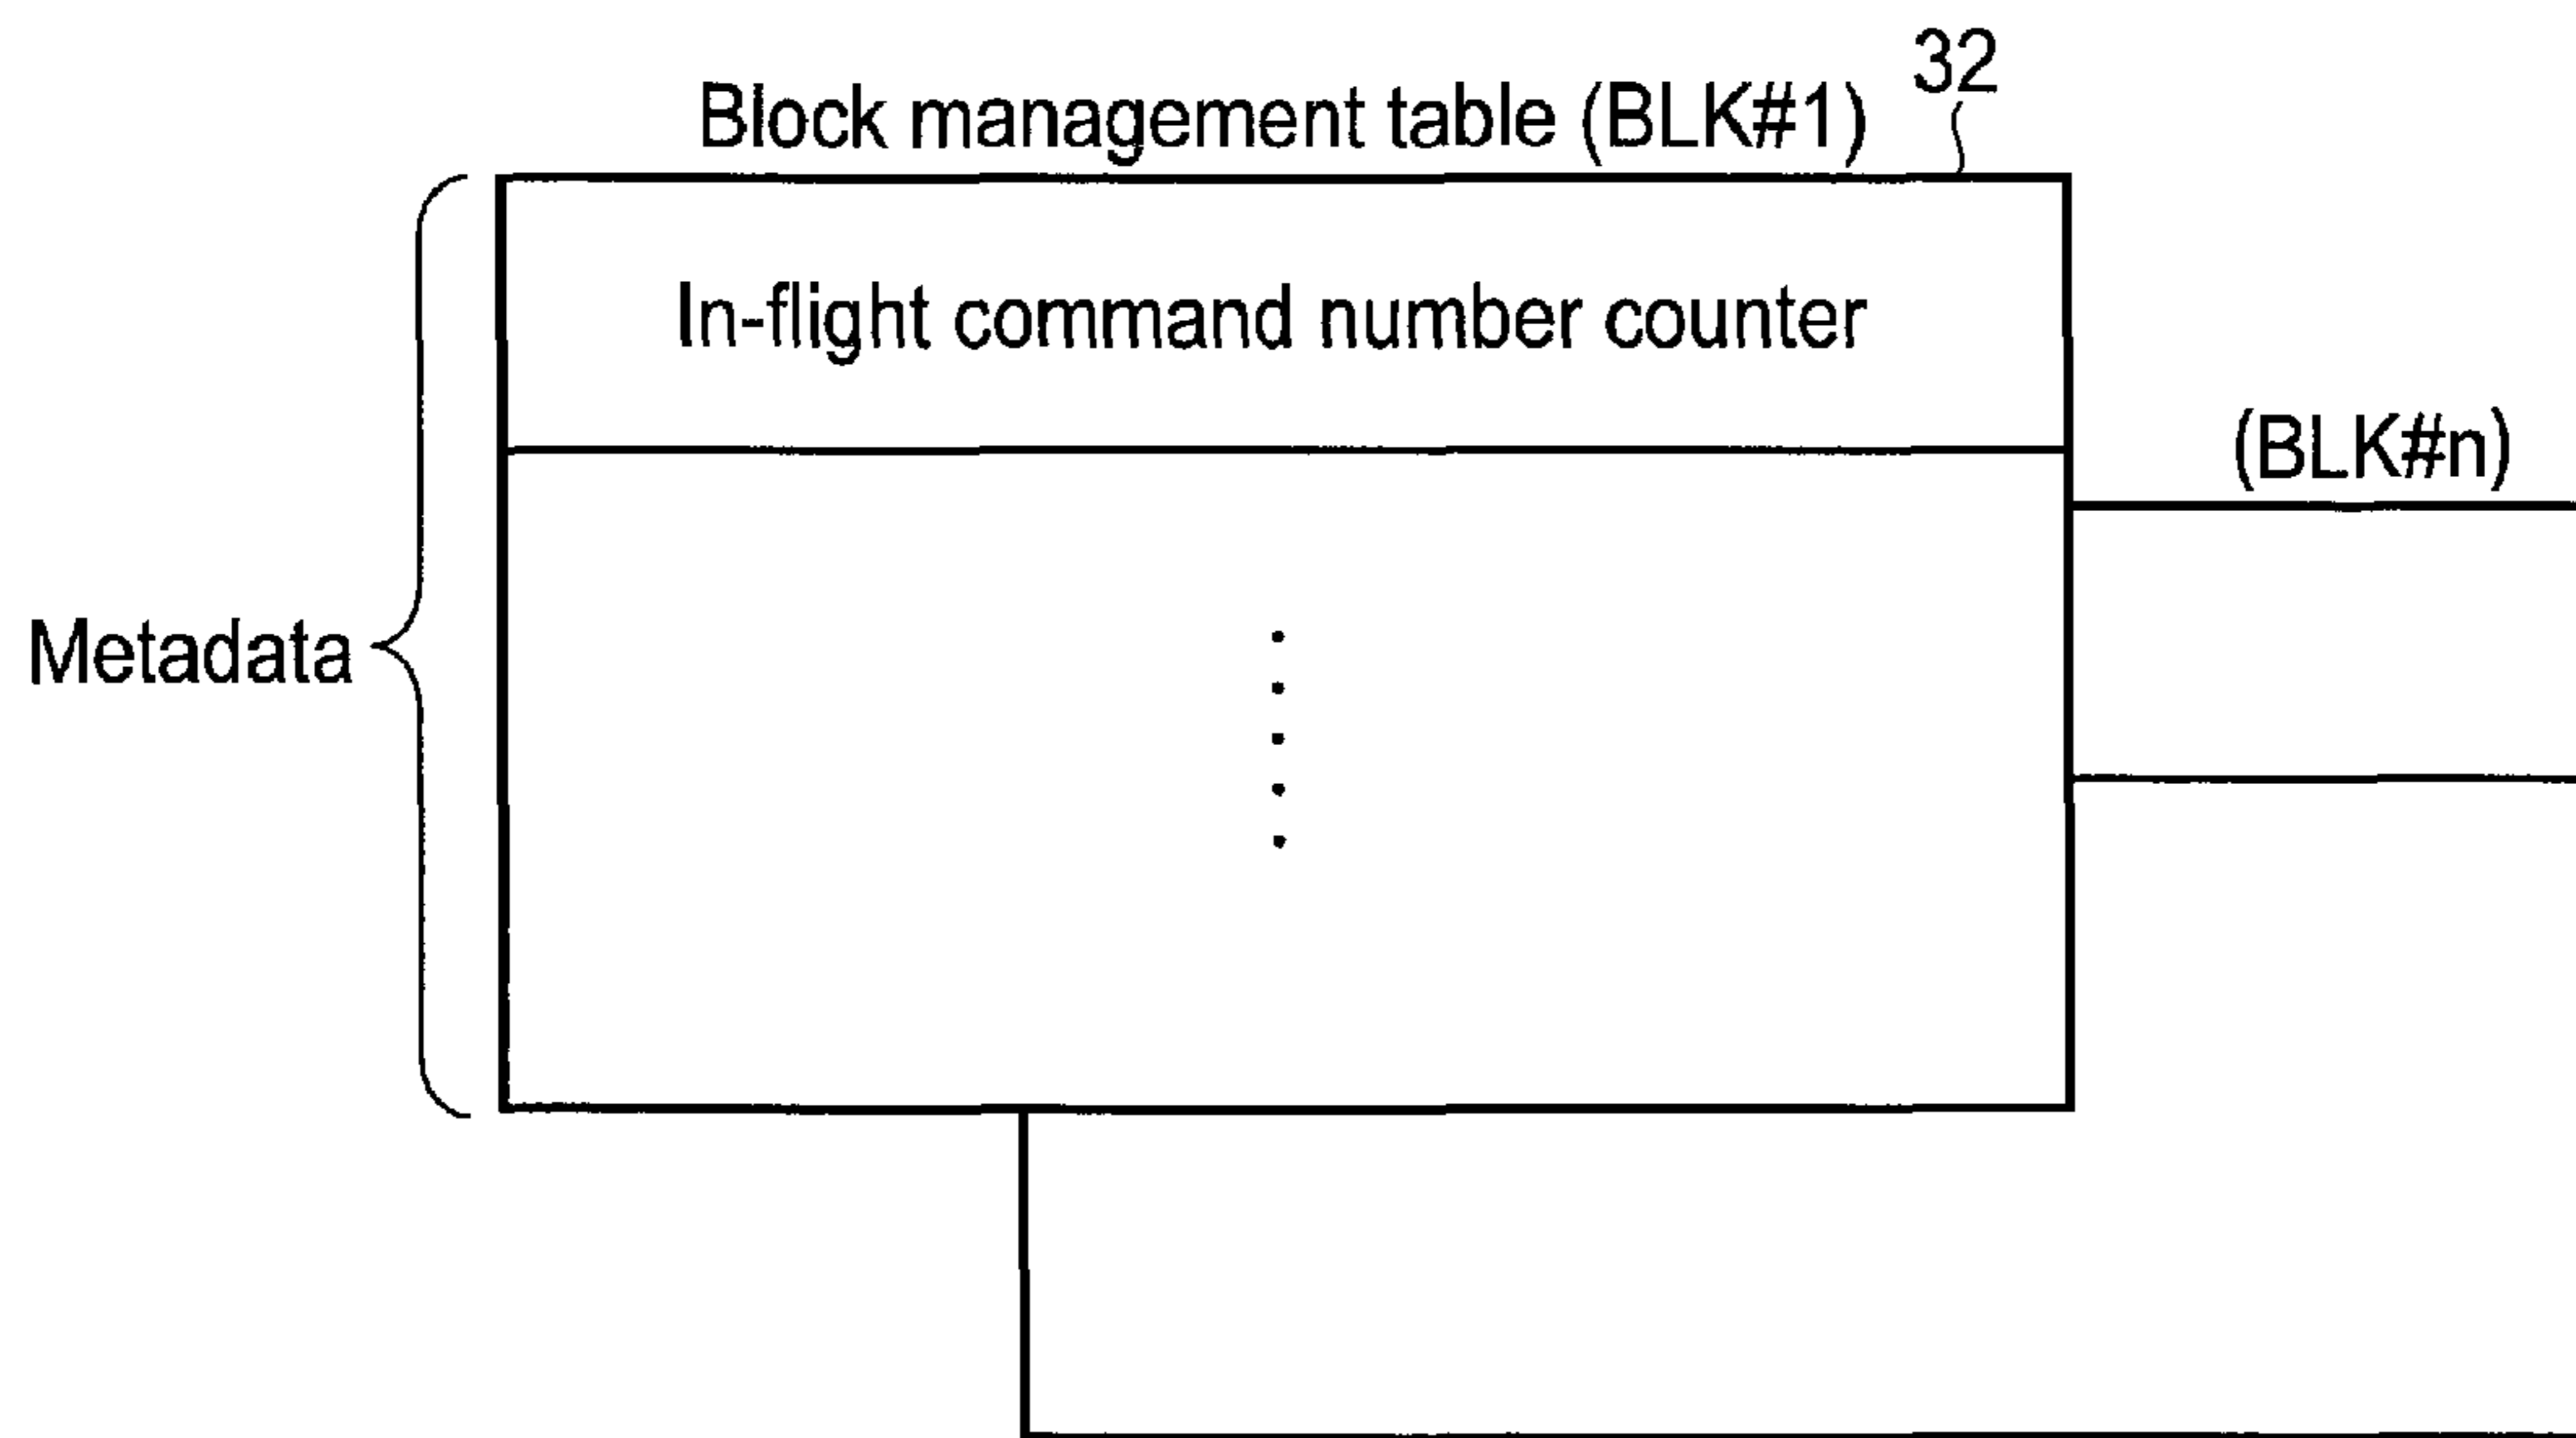 32
Block management table (BLK#1)
In-flight command number counter
(BLK#n)
Metadata